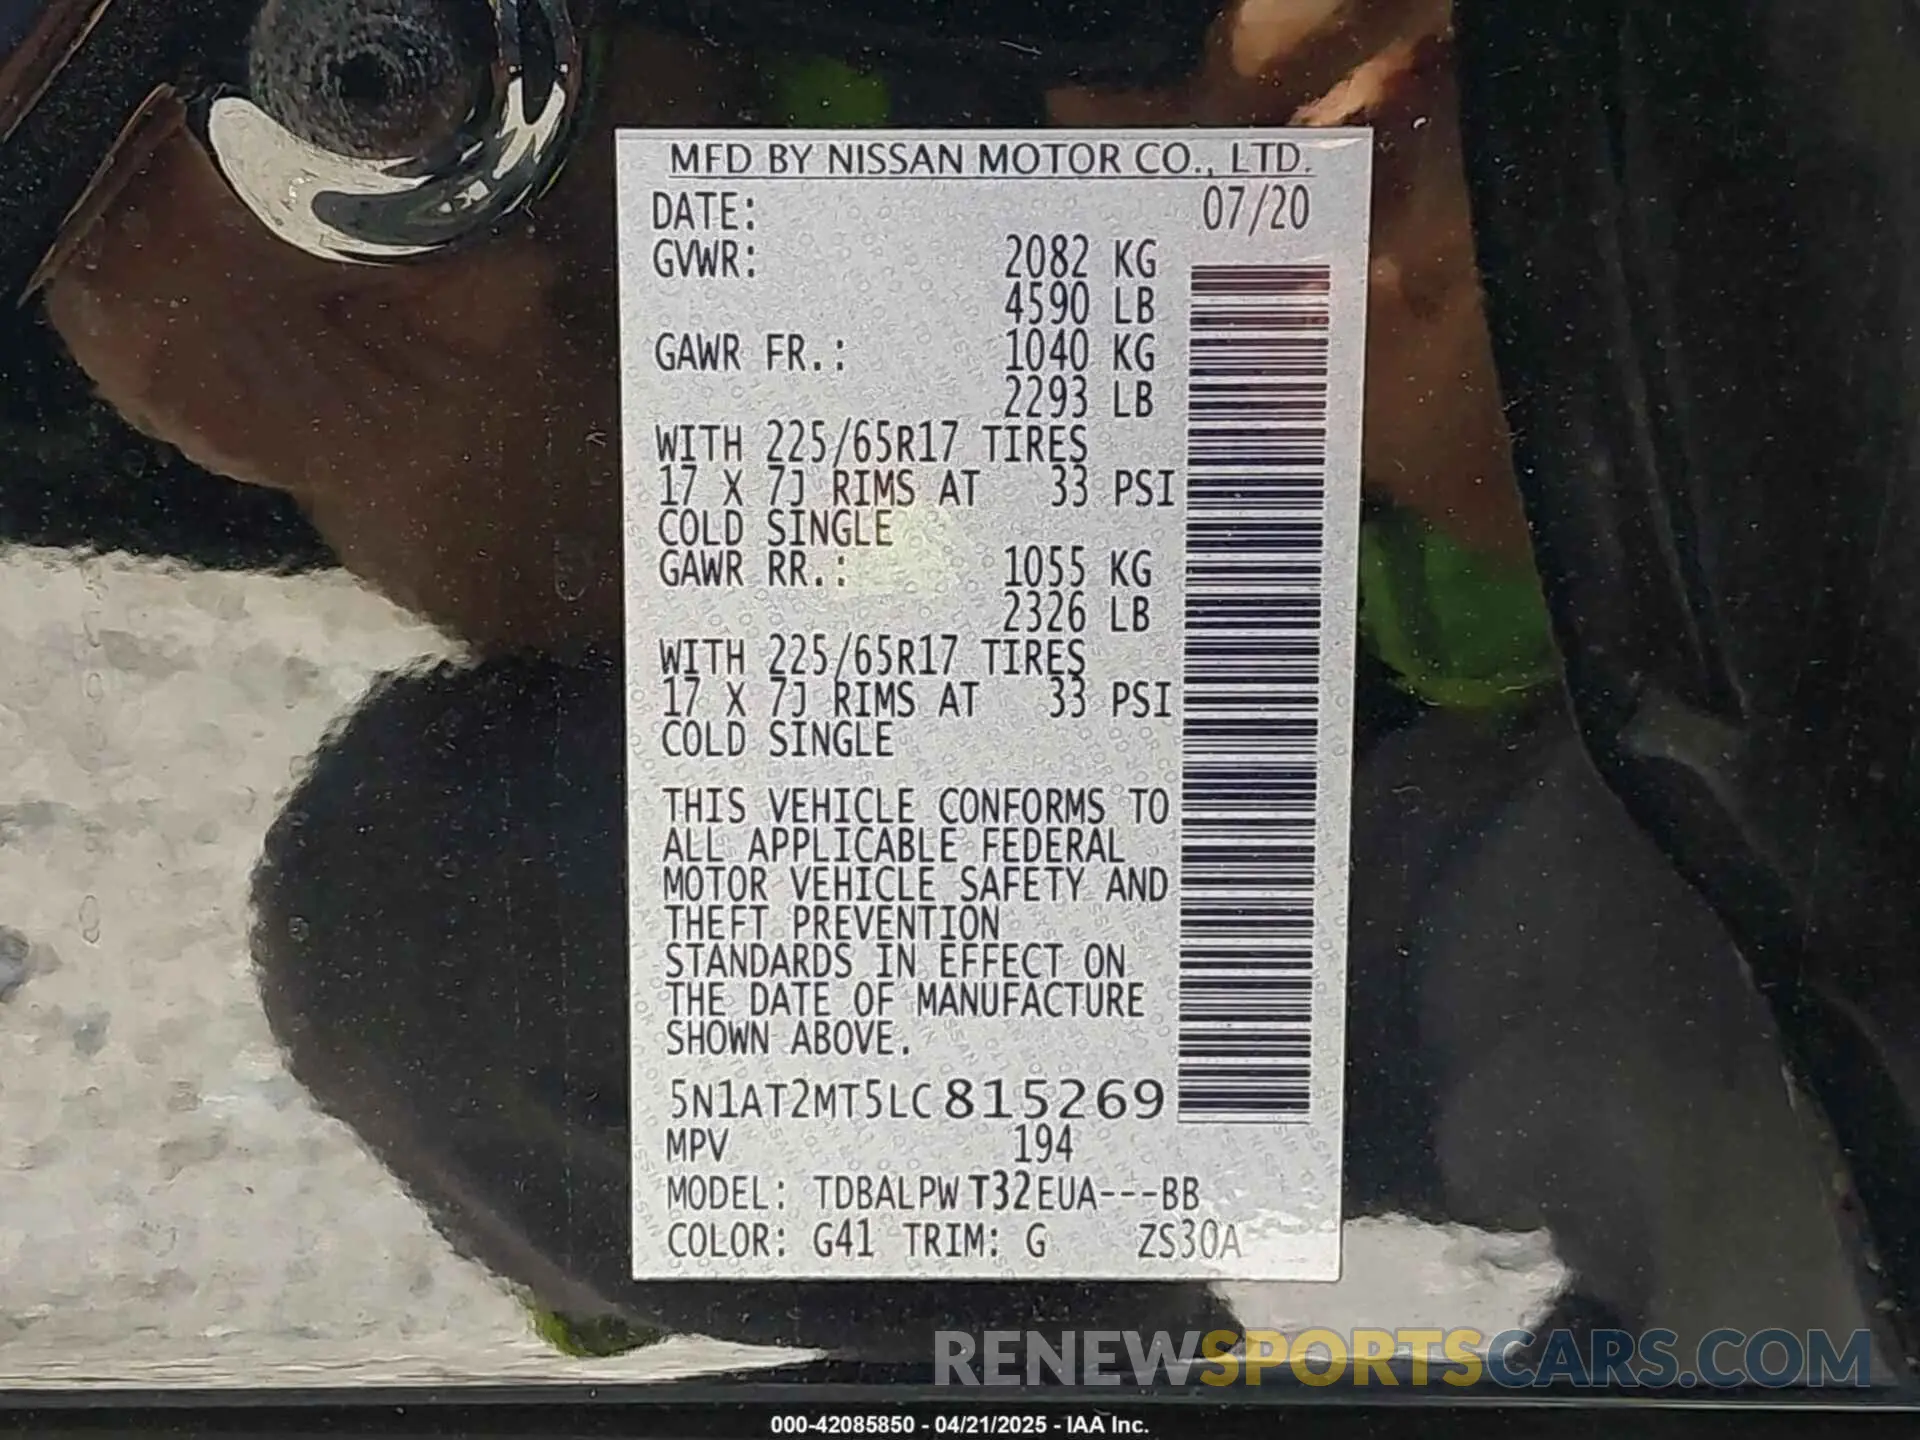 MFD BY NISSAN MOTOR CO., LTD.
DATE: 07/20
GVWR: 2082 KG
4590 LB
GAWR FR.: 1040 KG
2293 LB
WITH 225/65R17 TIRES
17 X 7J RIMS AT 33 PSI
COLD SINGLE
GAWR RR.: 1055 KG
2326 LB
WITH 225/65R17 TIRES
17 X 7J RIMS AT 33 PSI
COLD SINGLE
THIS VEHICLE CONFORMS TO
ALL APPLICABLE FEDERAL
MOTOR VEHICLE SAFETY AND
THEFT PREVENTION
STANDARDS IN EFFECT ON
THE DATE OF MANUFACTURE
SHOWN ABOVE.
5N1AT2MT5LC815269
MPV 194
MODEL: TDBALPWT32EUA---BB
COLOR: G41 TRIM: G ZS30A
RENEWSPORTSCARS.COM
000-42085850 - 04/21/2025 - IAA Inc.